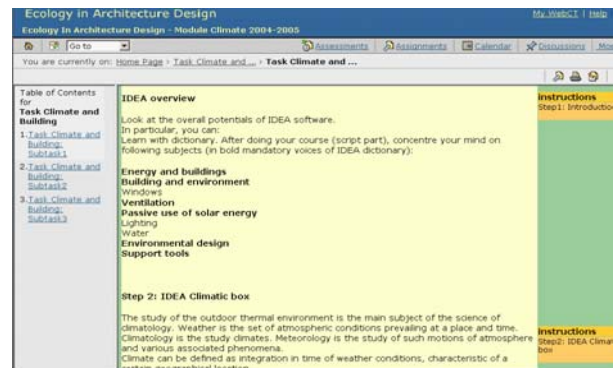 Ecology in Architecture Design
My WebCT | Help
Ecology In Architecture Design - Module Climate 2004-2005
Go to
Assessments
Assignments
Calendar
Discussions
You are currently on: Home Page › Task Climate and ... › Task Climate and ...
Table of Contents
for
Task Climate and
Building
1. Task Climate and
Building:
Subtask1
2. Task Climate and
Building:
Subtask2
3. Task Climate and
Building:
Subtask3
IDEA overview
Look at the overall potentials of IDEA software.
In particular, you can:
Learn with dictionary. After doing your course (script part), concentre your mind on
following subjects (in bold mandatory voices of IDEA dictionary):
Energy and buildings
Building and environment
Windows
Ventilation
Passive use of solar energy
Lighting
Water
Environmental design
Support tools
Step 2: IDEA Climatic box
The study of the outdoor thermal environment is the main subject of the science of
climatology. Weather is the set of atmospheric conditions prevailing at a place and time.
Climatology is the study climates. Meteorology is the study of such motions of atmosphere
and various associated phenomena.
Climate can be defined as integration in time of weather conditions, characteristic of a
certain geographical location.
Instructions
Step1: Introductio
Instructions
Step2: IDEA Climat
box